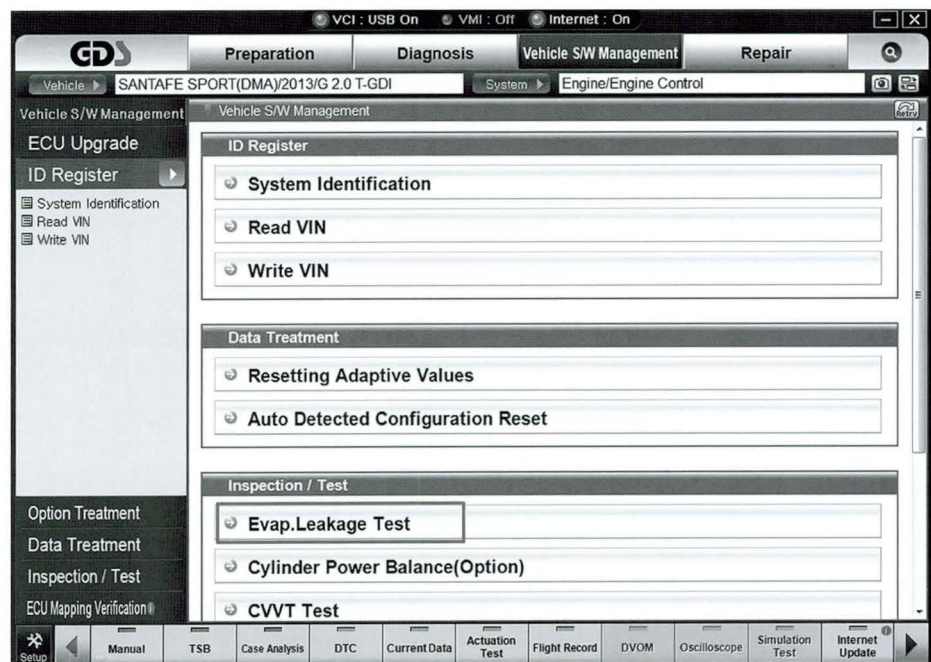 VCI : USB On VMI : Off Internet : On
GDS Preparation Diagnosis Vehicle S/W Management Repair
Vehicle SANTAFE SPORT(DMA)/2013/G 2.0 T-GDI System Engine/Engine Control
Vehicle S/W Management
ECU Upgrade
ID Register
System Identification
Read VIN
Write VIN
Option Treatment
Data Treatment
Inspection / Test
ECU Mapping Verification
Vehicle S/W Management Retry
ID Register
System Identification
Read VIN
Write VIN
Data Treatment
Resetting Adaptive Values
Auto Detected Configuration Reset
Inspection / Test
Evap.Leakage Test
Cylinder Power Balance(Option)
CVVT Test
Setup Manual TSB Case Analysis DTC Current Data Actuation Test Flight Record DVOM Oscilloscope Simulation Test Internet Update